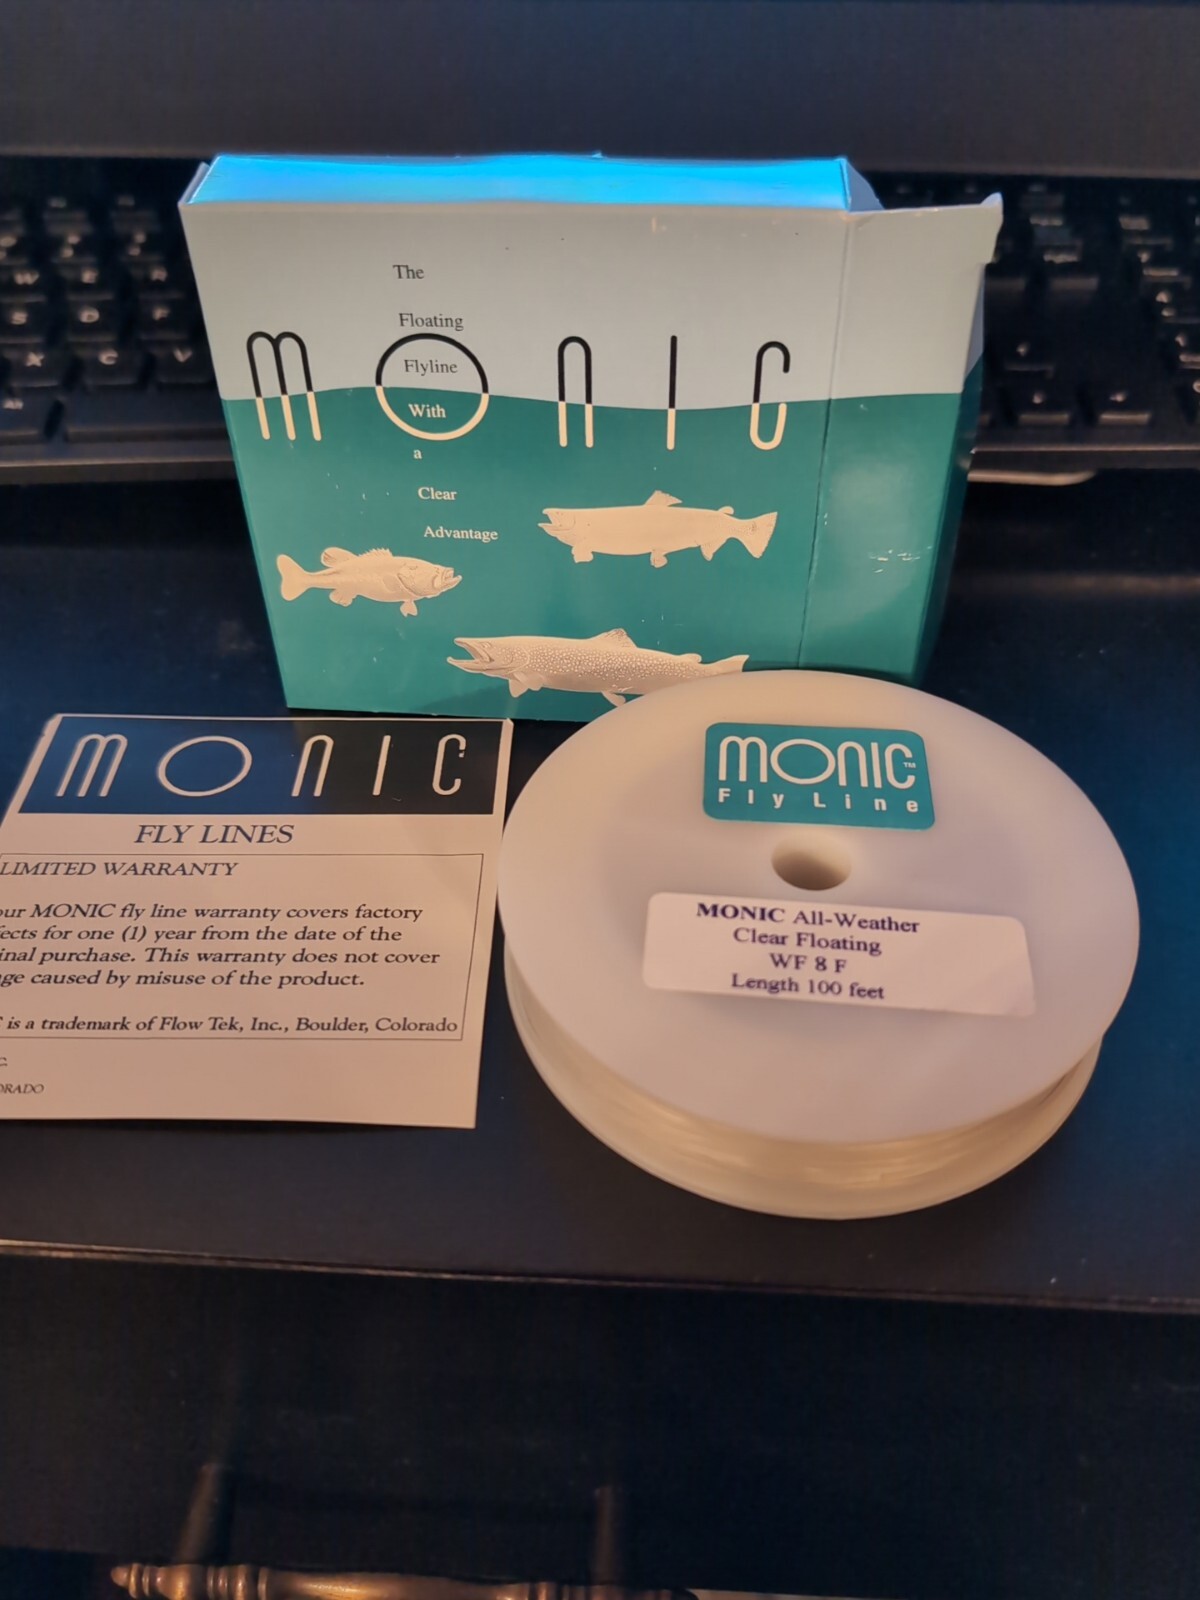 The
Floating
Flyline
With
a
Clear
Advantage
MONIC
MONIC
FLY LINES
LIMITED WARRANTY
our MONIC fly line warranty covers factory
fects for one (1) year from the date of the
inal purchase. This warranty does not cover
ge caused by misuse of the product.
C is a trademark of Flow Tek, Inc., Boulder, Colorado
c.
ORADO
MONIC™
Fly Line
MONIC All-Weather
Clear Floating
WF 8 F
Length 100 feet
W E R
S D F
X C V